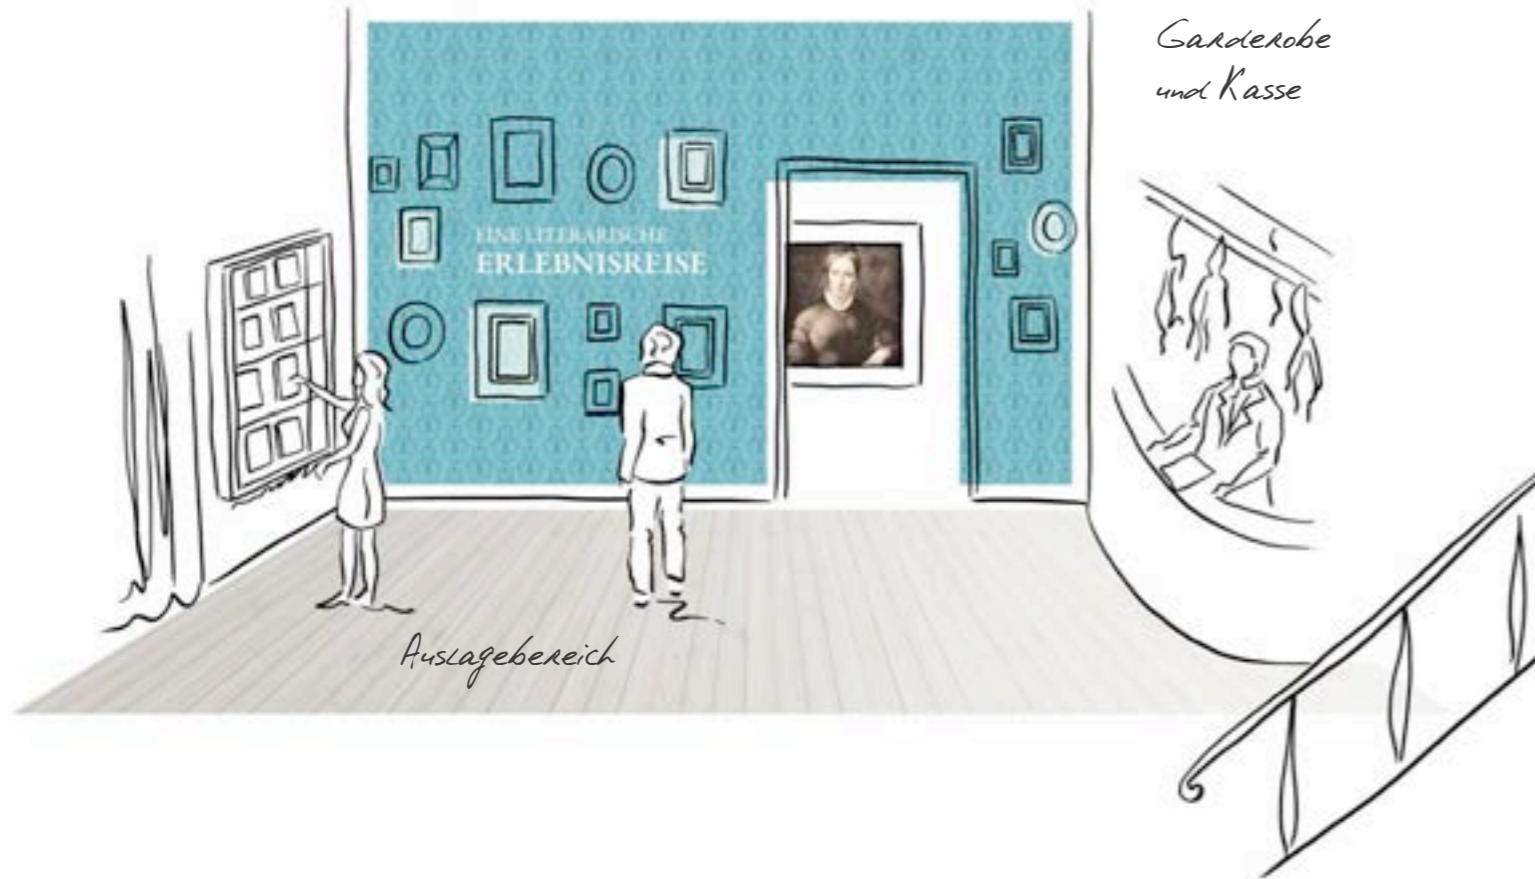 Garderobe
und Kasse
EINE LITERARISCHE
ERLEBNISREISE
Auslagebereich